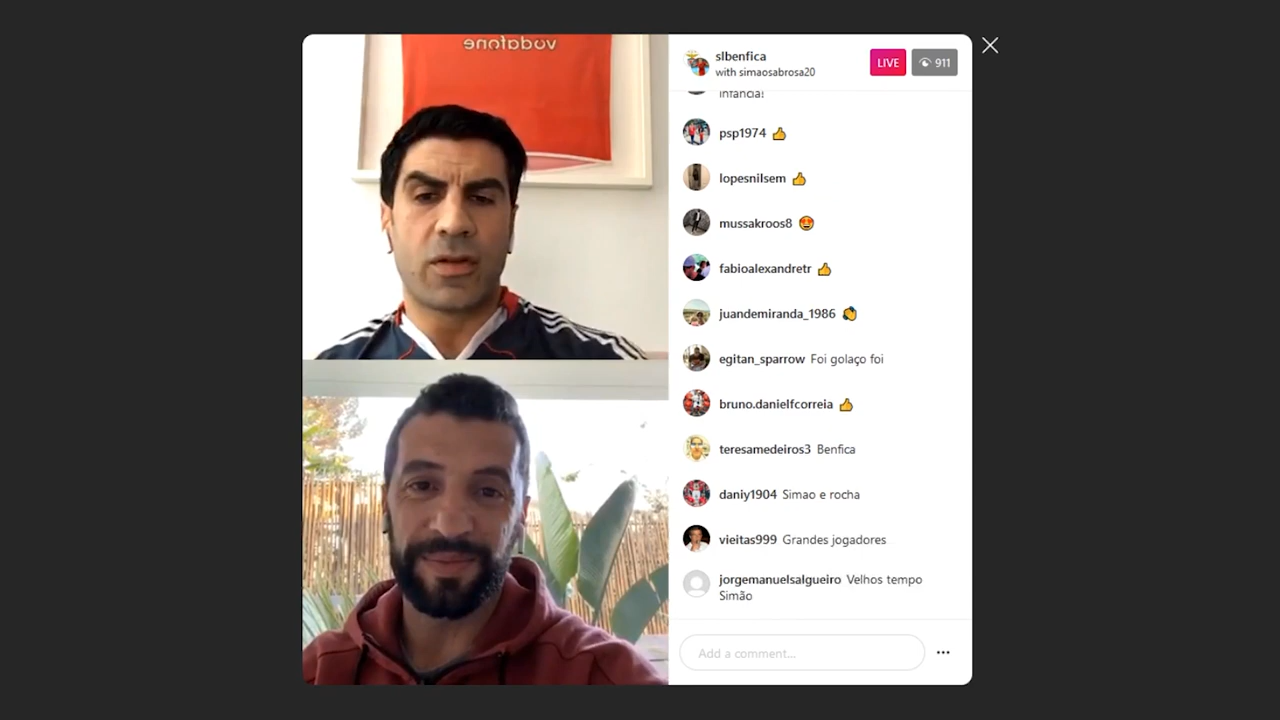 vodafone
slbenfica
with simaosabrosa20
LIVE
911
infância!
psp1974 👍
lopesnilsem 👍
mussakroos8 🤩
fabioalexandretr 👍
juandemiranda_1986 👏
egitan_sparrow Foi golaço foi
bruno.danielfcorreia 👍
teresamedeiros3 Benfica
daniy1904 Simao e rocha
vieitas999 Grandes jogadores
jorgemanuelsalgueiro Velhos tempo
Simão
Add a comment...